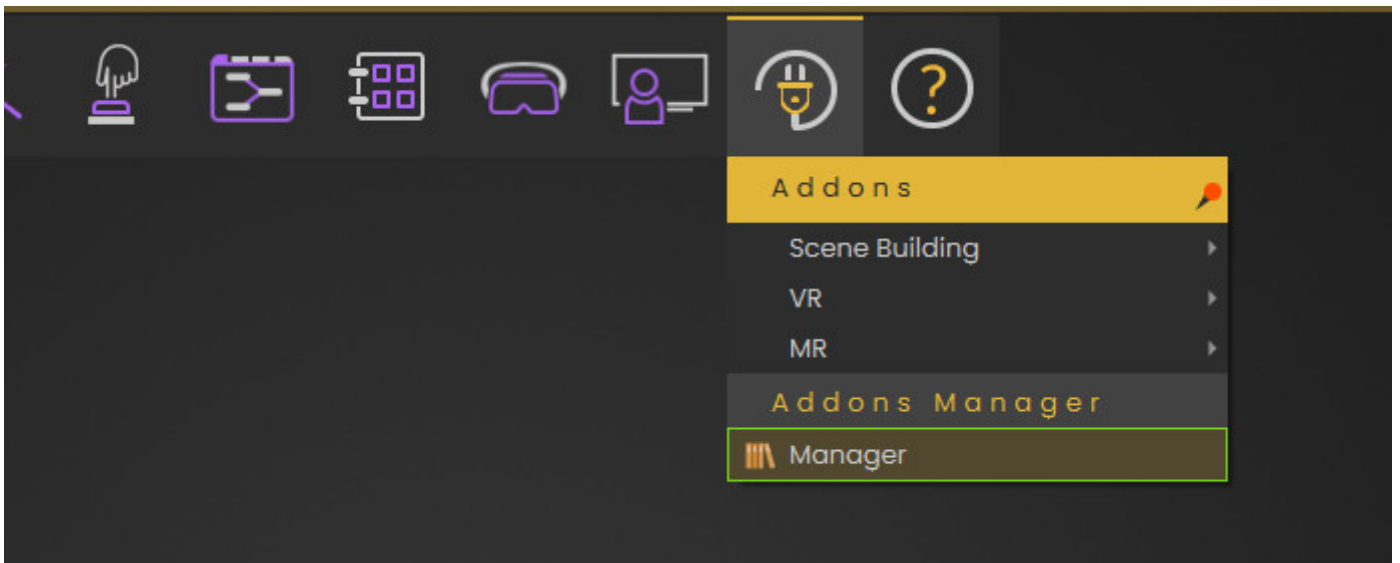 ?
Addons
Scene Building
VR
MR
Addons Manager
Manager